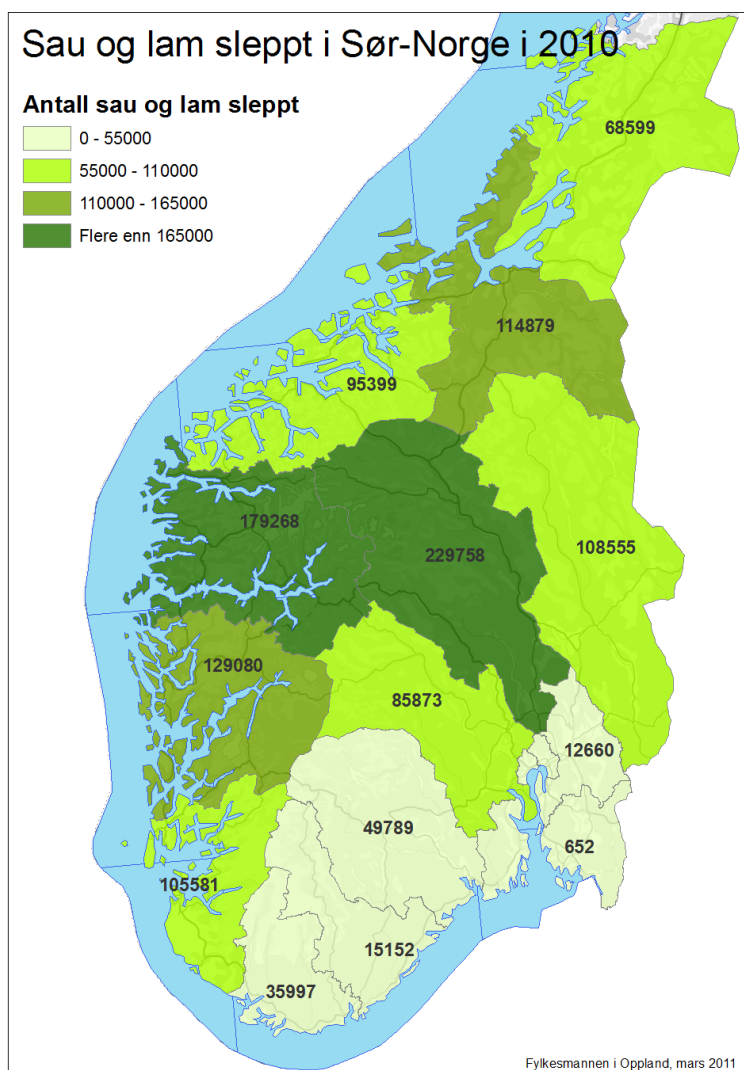 Sau og lam sleppt i Sør-Norge i 2010
Antall sau og lam sleppt
0 - 55000
55000 - 110000
110000 - 165000
Flere enn 165000
68599
114879
95399
179268
229758
108555
129080
85873
12660
49789
652
105581
15152
35997
Fylkesmannen i Oppland, mars 2011